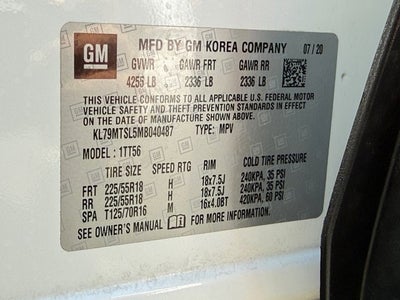 GM
MFD BY GM KOREA COMPANY 07/20
GVWR GAWR FRT GAWR RR
4255 LB 2336 LB 2336 LB
THIS VEHICLE CONFORMS TO ALL APPLICABLE U.S. FEDERAL MOTOR
VEHICLE SAFETY AND THEFT PREVENTION STANDARDS IN EFFECT
ON THE DATE OF MANUFACTURE SHOWN ABOVE.
KL79MTSL5MB040487 TYPE: MPV
MODEL: 1TT56
TIRE SIZE SPEED RTG RIM COLD TIRE PRESSURE
FRT 225/55R18 H 18x7.5J 240KPA, 35 PSI
RR 225/55R18 H 18x7.5J 240KPA, 35 PSI
SPA T125/70R16 M 16x4.0BT 420KPA, 60 PSI
SEE OWNER'S MANUAL FOR MORE INFORMATION.